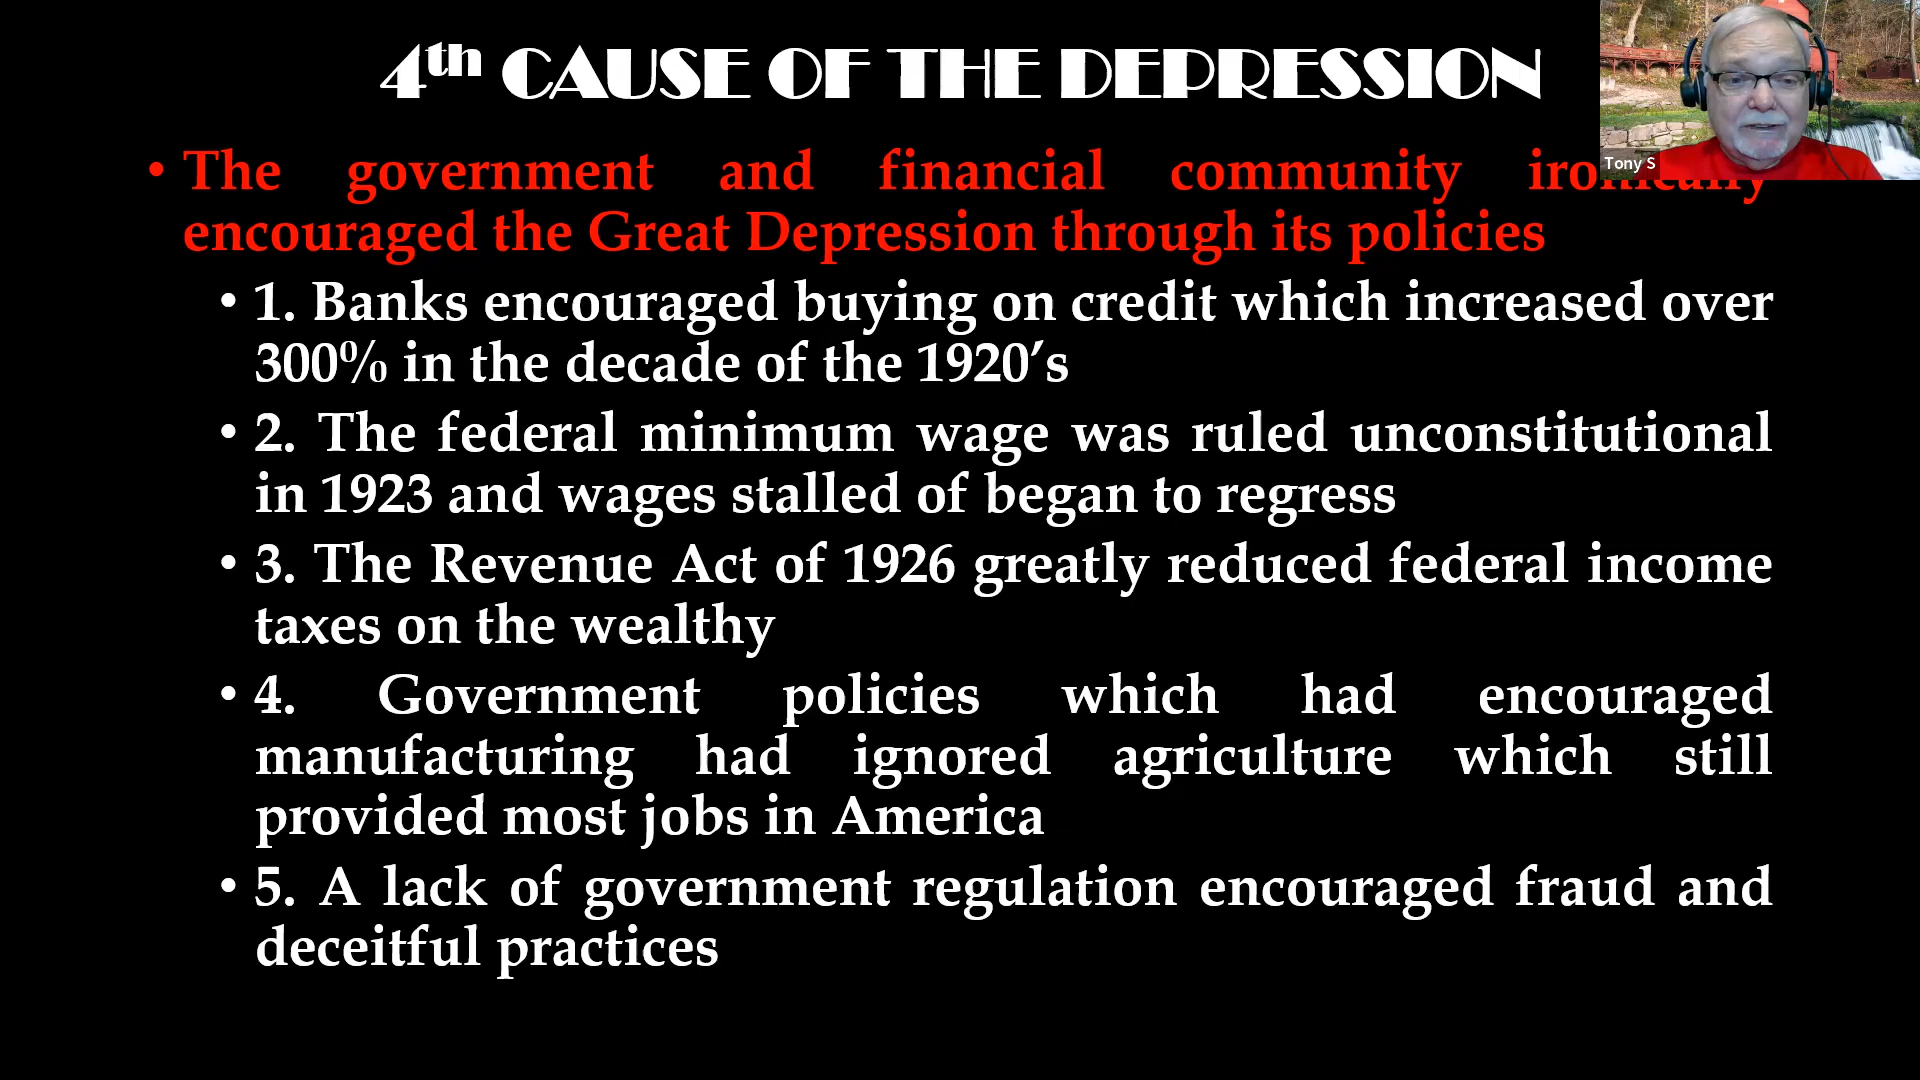 4th CAUSE OF THE DEPRESSION
Tony S
• The government and financial community ironically
encouraged the Great Depression through its policies
• 1. Banks encouraged buying on credit which increased over
300% in the decade of the 1920’s
• 2. The federal minimum wage was ruled unconstitutional
in 1923 and wages stalled of began to regress
• 3. The Revenue Act of 1926 greatly reduced federal income
taxes on the wealthy
• 4. Government policies which had encouraged
manufacturing had ignored agriculture which still
provided most jobs in America
• 5. A lack of government regulation encouraged fraud and
deceitful practices